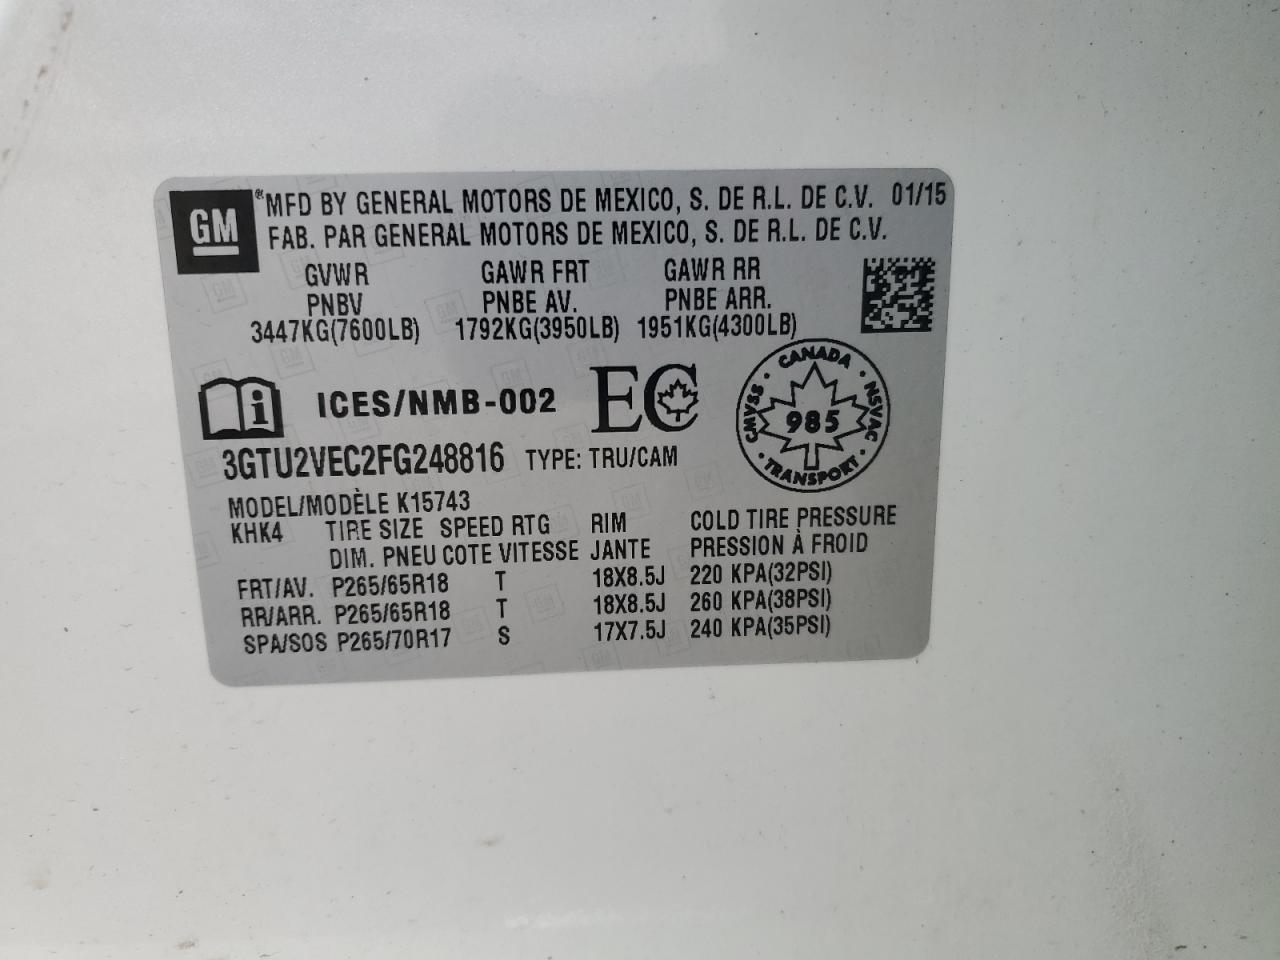 GM ® MFD BY GENERAL MOTORS DE MEXICO, S. DE R.L. DE C.V. 01/15
FAB. PAR GENERAL MOTORS DE MEXICO, S. DE R.L. DE C.V.
GVWR GAWR FRT GAWR RR
PNBV PNBE AV. PNBE ARR.
3447KG(7600LB) 1792KG(3950LB) 1951KG(4300LB)
i ICES/NMB-002 EC
CANADA
CMVSS · 985 · NSVAC
· TRANSPORT ·
3GTU2VEC2FG248816 TYPE: TRU/CAM
MODEL/MODÈLE K15743
KHK4 TIRE SIZE SPEED RTG RIM COLD TIRE PRESSURE
DIM. PNEU COTE VITESSE JANTE PRESSION À FROID
FRT/AV. P265/65R18 T 18X8.5J 220 KPA(32PSI)
RR/ARR. P265/65R18 T 18X8.5J 260 KPA(38PSI)
SPA/SOS P265/70R17 S 17X7.5J 240 KPA(35PSI)